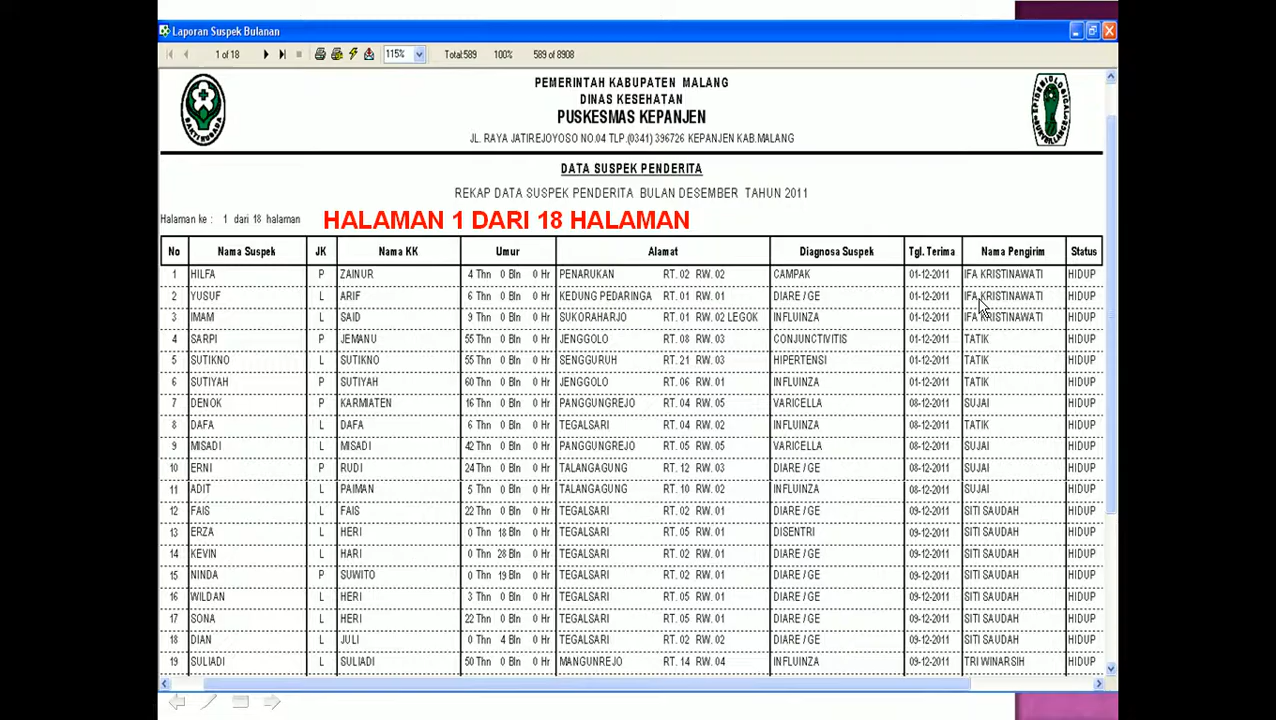 Laporan Suspek Bulanan
1 of 18 115% Total:589 100% 589 of 8908
PEMERINTAH KABUPATEN MALANG
DINAS KESEHATAN
PUSKESMAS KEPANJEN
JL. RAYA JATIREJOYOSO NO.04 TLP.(0341) 396726 KEPANJEN KAB.MALANG
BAKTI HUSADA
EPIDEMIOLOGICAL SURVEILLANCE
DATA SUSPEK PENDERITA
REKAP DATA SUSPEK PENDERITA BULAN DESEMBER TAHUN 2011
Halaman ke : 1 dari 18 halaman HALAMAN 1 DARI 18 HALAMAN
No Nama Suspek JK Nama KK Umur Alamat Diagnosa Suspek Tgl. Terima Nama Pengirim Status
1 HILFA P ZAINUR 4 Thn 0 Bln 0 Hr PENARUKAN RT. 02 RW. 02 CAMPAK 01-12-2011 IFA KRISTINAWATI HIDUP
2 YUSUF L ARIF 6 Thn 0 Bln 0 Hr KEDUNG PEDARINGA RT. 01 RW. 01 DIARE / GE 01-12-2011 IFA KRISTINAWATI HIDUP
3 IMAM L SAID 9 Thn 0 Bln 0 Hr SUKORAHARJO RT. 01 RW. 02 LEGOK INFLUINZA 01-12-2011 IFA KRISTINAWATI HIDUP
4 SARPI P JEMANU 55 Thn 0 Bln 0 Hr JENGGOLO RT. 08 RW. 03 CONJUNCTIVITIS 01-12-2011 TATIK HIDUP
5 SUTIKNO L SUTIKNO 55 Thn 0 Bln 0 Hr SENGGURUH RT. 21 RW. 03 HIPERTENSI 01-12-2011 TATIK HIDUP
6 SUTIYAH P SUTIYAH 60 Thn 0 Bln 0 Hr JENGGOLO RT. 06 RW. 01 INFLUINZA 01-12-2011 TATIK HIDUP
7 DENOK P KARMIATEN 16 Thn 0 Bln 0 Hr PANGGUNGREJO RT. 04 RW. 05 VARICELLA 08-12-2011 SUJAI HIDUP
8 DAFA L DAFA 6 Thn 0 Bln 0 Hr TEGALSARI RT. 04 RW. 02 INFLUINZA 08-12-2011 TATIK HIDUP
9 MISADI L MISADI 42 Thn 0 Bln 0 Hr PANGGUNGREJO RT. 05 RW. 05 VARICELLA 08-12-2011 SUJAI HIDUP
10 ERNI P RUDI 24 Thn 0 Bln 0 Hr TALANGAGUNG RT. 12 RW. 03 DIARE / GE 08-12-2011 SUJAI HIDUP
11 ADIT L PAIMAN 5 Thn 0 Bln 0 Hr TALANGAGUNG RT. 10 RW. 02 INFLUINZA 08-12-2011 SUJAI HIDUP
12 FAIS L FAIS 22 Thn 0 Bln 0 Hr TEGALSARI RT. 02 RW. 01 DIARE / GE 09-12-2011 SITI SAUDAH HIDUP
13 ERZA L HERI 0 Thn 18 Bln 0 Hr TEGALSARI RT. 05 RW. 01 DISENTRI 09-12-2011 SITI SAUDAH HIDUP
14 KEVIN L HARI 0 Thn 28 Bln 0 Hr TEGALSARI RT. 02 RW. 01 DIARE / GE 09-12-2011 SITI SAUDAH HIDUP
15 NINDA P SUWITO 0 Thn 19 Bln 0 Hr TEGALSARI RT. 02 RW. 01 DIARE / GE 09-12-2011 SITI SAUDAH HIDUP
16 WILDAN L HERI 3 Thn 0 Bln 0 Hr TEGALSARI RT. 05 RW. 01 DIARE / GE 09-12-2011 SITI SAUDAH HIDUP
17 SONA L HERI 22 Thn 0 Bln 0 Hr TEGALSARI RT. 05 RW. 01 DIARE / GE 09-12-2011 SITI SAUDAH HIDUP
18 DIAN L JULI 0 Thn 4 Bln 0 Hr TEGALSARI RT. 02 RW. 02 DIARE / GE 09-12-2011 SITI SAUDAH HIDUP
19 SULIADI L SULIADI 50 Thn 0 Bln 0 Hr MANGUNREJO RT. 14 RW. 04 INFLUINZA 09-12-2011 TRI WINARSIH HIDUP